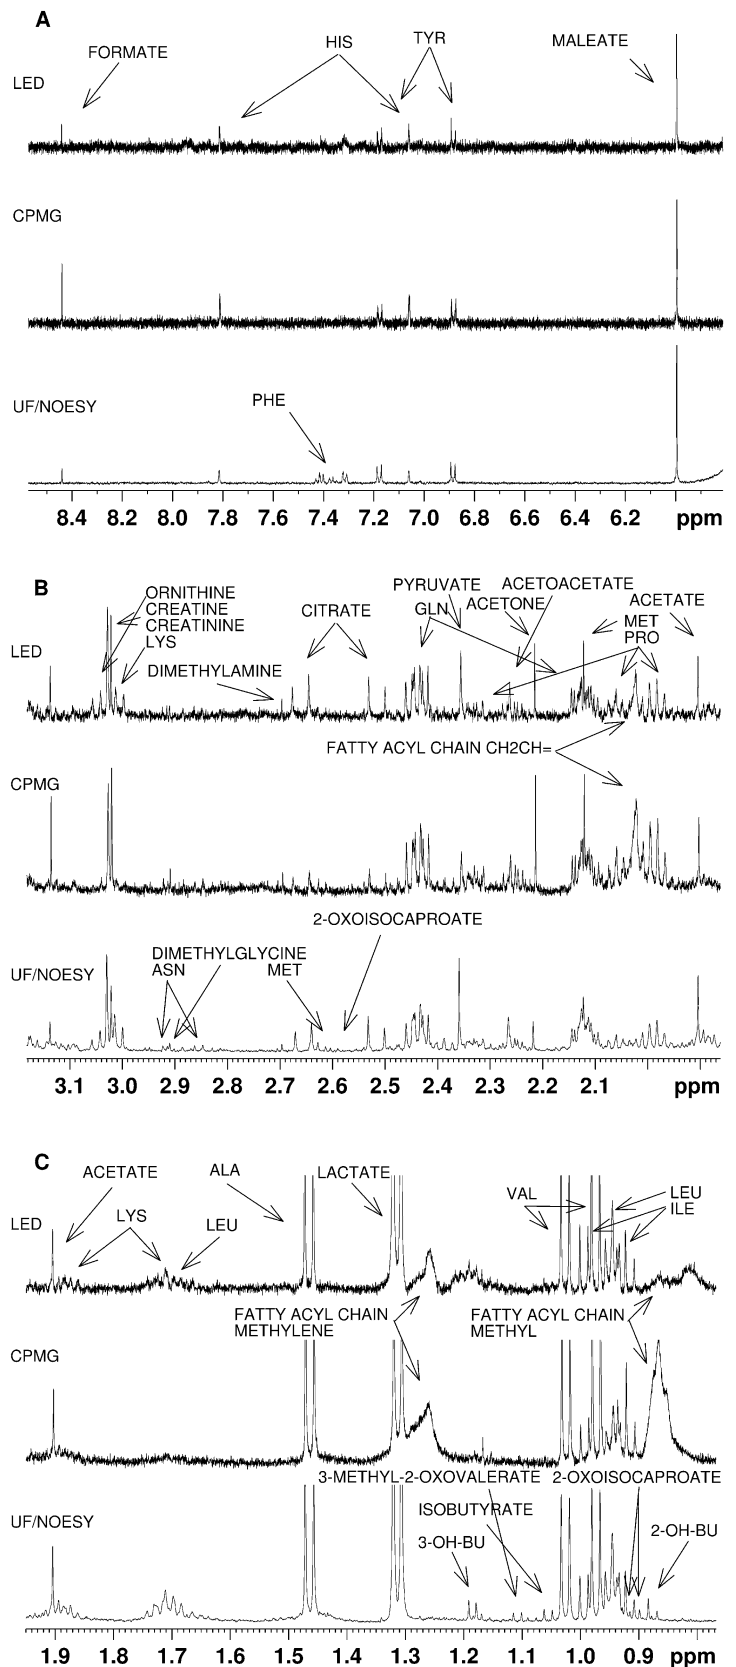 A
FORMATE
HIS
TYR
MALEATE
LED
CPMG
UF/NOESY
PHE
8.4 8.2 8.0 7.8 7.6 7.4 7.2 7.0 6.8 6.6 6.4 6.2 ppm
B
ORNITHINE
CREATINE
CREATININE
LYS
DIMETHYLAMINE
CITRATE
PYRUVATE
GLN
ACETOACETATE
ACETONE
ACETATE
MET
PRO
LED
FATTY ACYL CHAIN CH2CH=
CPMG
2-OXOISOCAPROATE
DIMETHYLGLYCINE
ASN
MET
UF/NOESY
3.1 3.0 2.9 2.8 2.7 2.6 2.5 2.4 2.3 2.2 2.1 ppm
C
ACETATE
ALA
LACTATE
LYS
LEU
VAL
LEU
ILE
LED
FATTY ACYL CHAIN
METHYLENE
FATTY ACYL CHAIN
METHYL
CPMG
3-METHYL-2-OXOVALERATE
2-OXOISOCAPROATE
ISOBUTYRATE
3-OH-BU
2-OH-BU
UF/NOESY
1.9 1.8 1.7 1.6 1.5 1.4 1.3 1.2 1.1 1.0 0.9 ppm